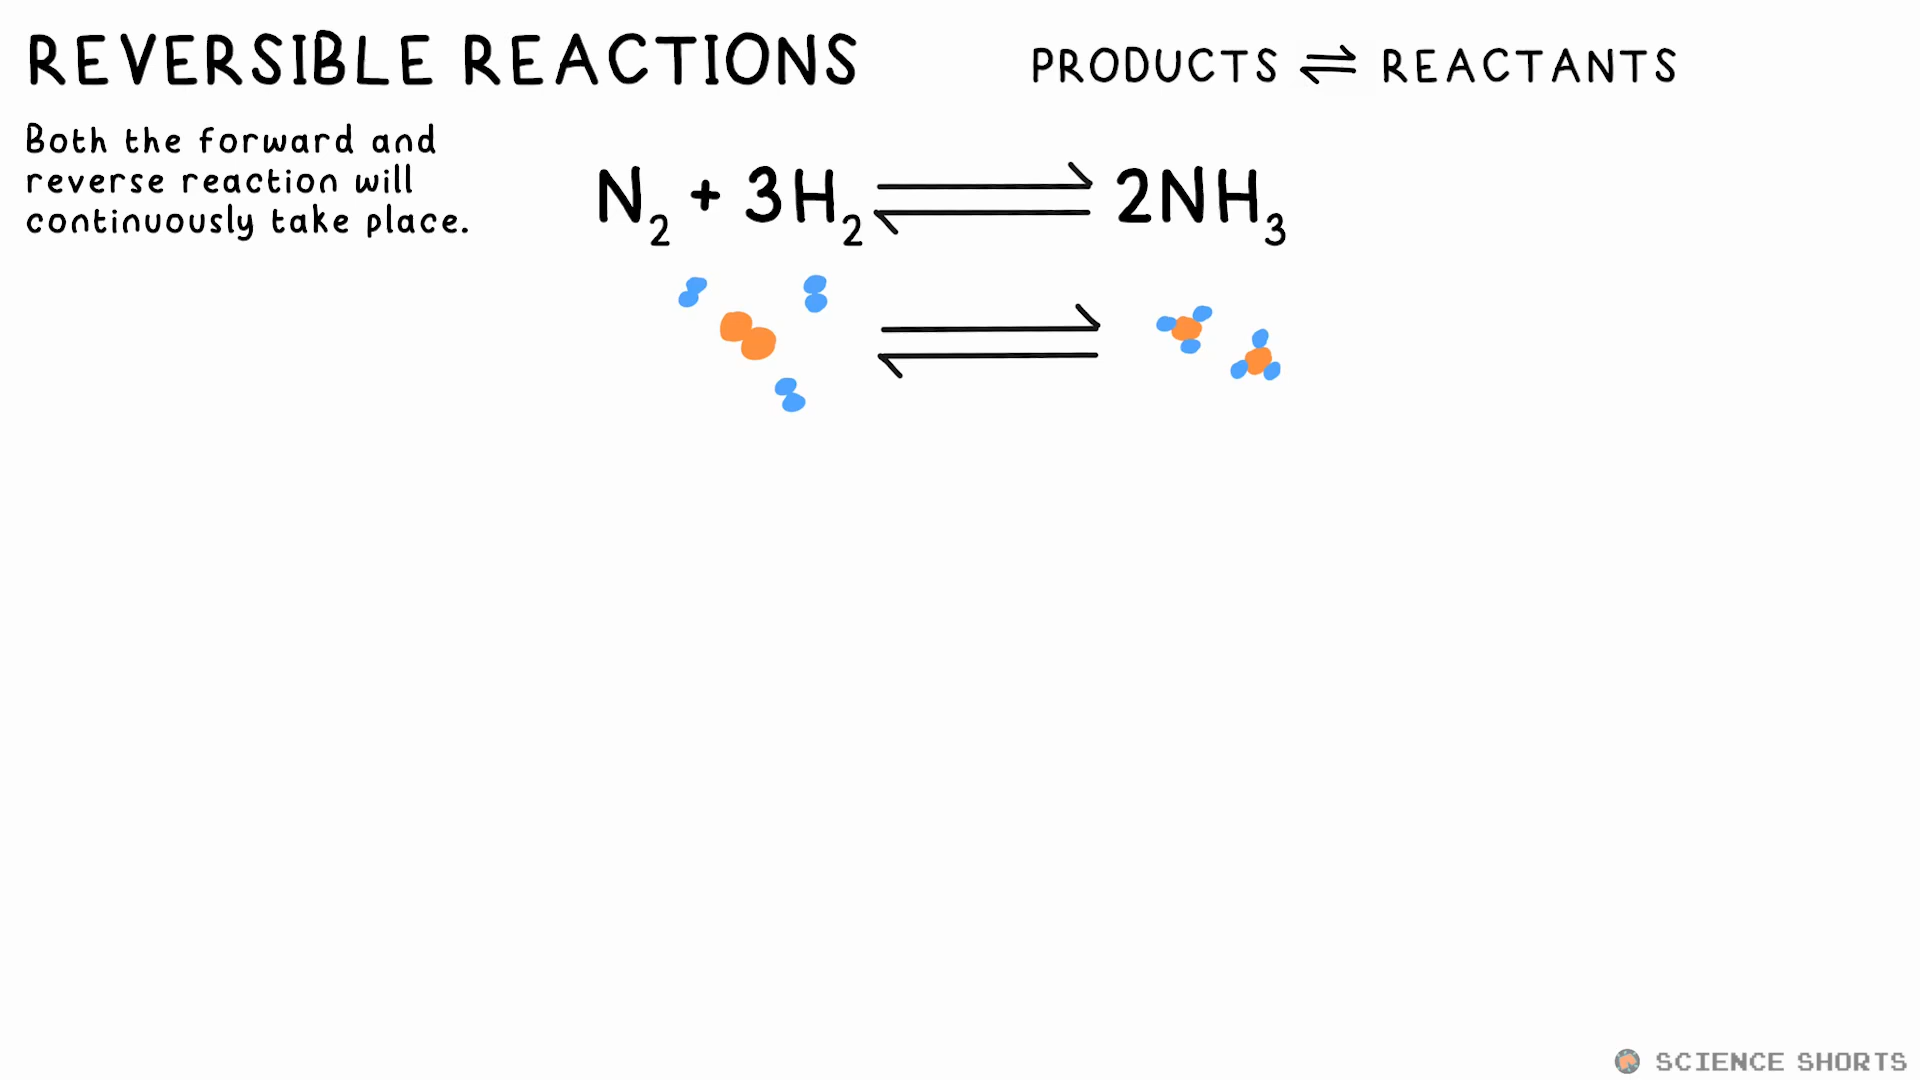 REVERSIBLE REACTIONS
PRODUCTS ⇌ REACTANTS
Both the forward and
reverse reaction will
continuously take place.
N₂ + 3H₂ ⇌ 2NH₃
SCIENCE SHORTS